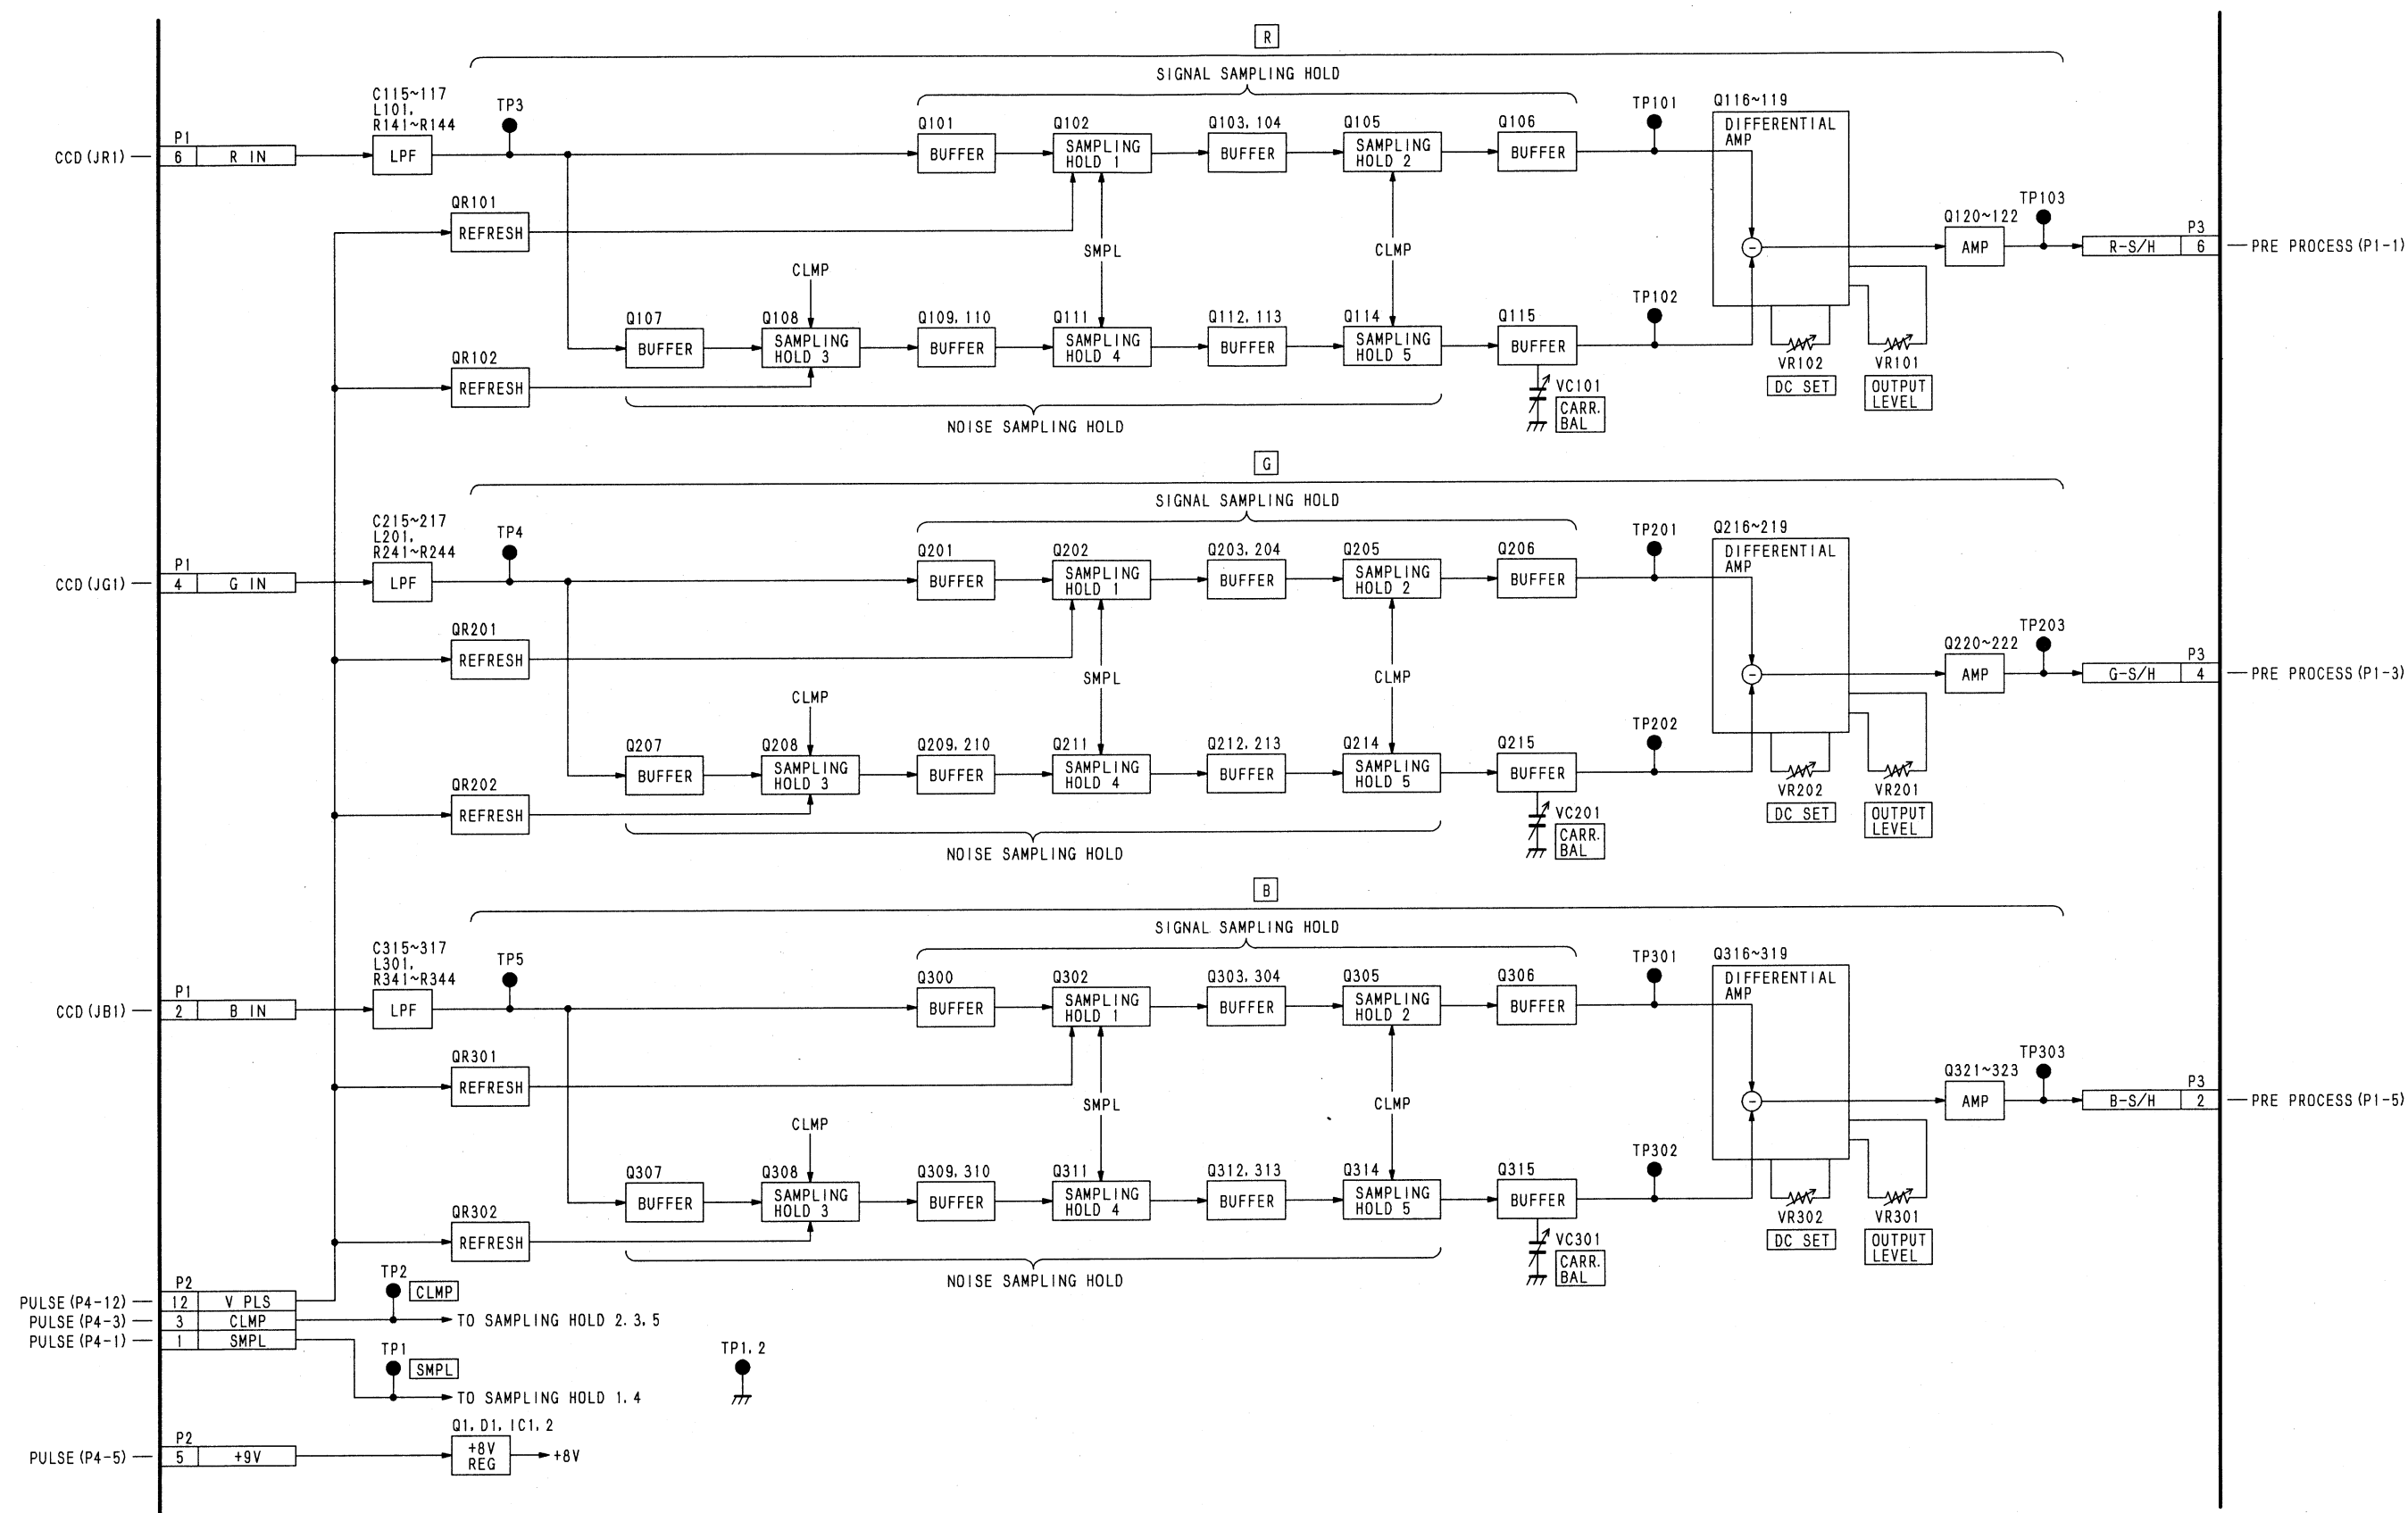 R
SIGNAL SAMPLING HOLD
C115~117
L101,
R141~R144
TP3
Q101
Q102
Q103, 104
Q105
Q106
TP101
Q116~119
DIFFERENTIAL
AMP
CCD(JR1)
P1
6 R IN
LPF
BUFFER
SAMPLING
HOLD 1
BUFFER
SAMPLING
HOLD 2
BUFFER
QR101
REFRESH
SMPL
CLMP
CLMP
-
Q120~122
AMP
TP103
P3
R-S/H 6
PRE PROCESS(P1-1)
Q107
BUFFER
Q108
SAMPLING
HOLD 3
Q109, 110
BUFFER
Q111
SAMPLING
HOLD 4
Q112, 113
BUFFER
Q114
SAMPLING
HOLD 5
Q115
BUFFER
TP102
QR102
REFRESH
VC101
CARR.
BAL
VR102
DC SET
VR101
OUTPUT
LEVEL
NOISE SAMPLING HOLD
G
SIGNAL SAMPLING HOLD
C215~217
L201,
R241~R244
TP4
Q201
Q202
Q203, 204
Q205
Q206
TP201
Q216~219
DIFFERENTIAL
AMP
CCD(JG1)
P1
4 G IN
LPF
BUFFER
SAMPLING
HOLD 1
BUFFER
SAMPLING
HOLD 2
BUFFER
QR201
REFRESH
SMPL
CLMP
CLMP
-
Q220~222
AMP
TP203
P3
G-S/H 4
PRE PROCESS(P1-3)
Q207
BUFFER
Q208
SAMPLING
HOLD 3
Q209, 210
BUFFER
Q211
SAMPLING
HOLD 4
Q212, 213
BUFFER
Q214
SAMPLING
HOLD 5
Q215
BUFFER
TP202
QR202
REFRESH
VC201
CARR.
BAL
VR202
DC SET
VR201
OUTPUT
LEVEL
NOISE SAMPLING HOLD
B
SIGNAL SAMPLING HOLD
C315~317
L301,
R341~R344
TP5
Q300
Q302
Q303, 304
Q305
Q306
TP301
Q316~319
DIFFERENTIAL
AMP
CCD(JB1)
P1
2 B IN
LPF
BUFFER
SAMPLING
HOLD 1
BUFFER
SAMPLING
HOLD 2
BUFFER
QR301
REFRESH
SMPL
CLMP
CLMP
-
Q321~323
AMP
TP303
P3
B-S/H 2
PRE PROCESS(P1-5)
Q307
BUFFER
Q308
SAMPLING
HOLD 3
Q309, 310
BUFFER
Q311
SAMPLING
HOLD 4
Q312, 313
BUFFER
Q314
SAMPLING
HOLD 5
Q315
BUFFER
TP302
QR302
REFRESH
VC301
CARR.
BAL
VR302
DC SET
VR301
OUTPUT
LEVEL
NOISE SAMPLING HOLD
P2
PULSE(P4-12) 12 V PLS
PULSE(P4-3) 3 CLMP
PULSE(P4-1) 1 SMPL
TP2 CLMP
TO SAMPLING HOLD 2, 3, 5
TP1 SMPL
TO SAMPLING HOLD 1, 4
TP1, 2
P2
PULSE(P4-5) 5 +9V
Q1, D1, IC1, 2
+8V
REG
+8V